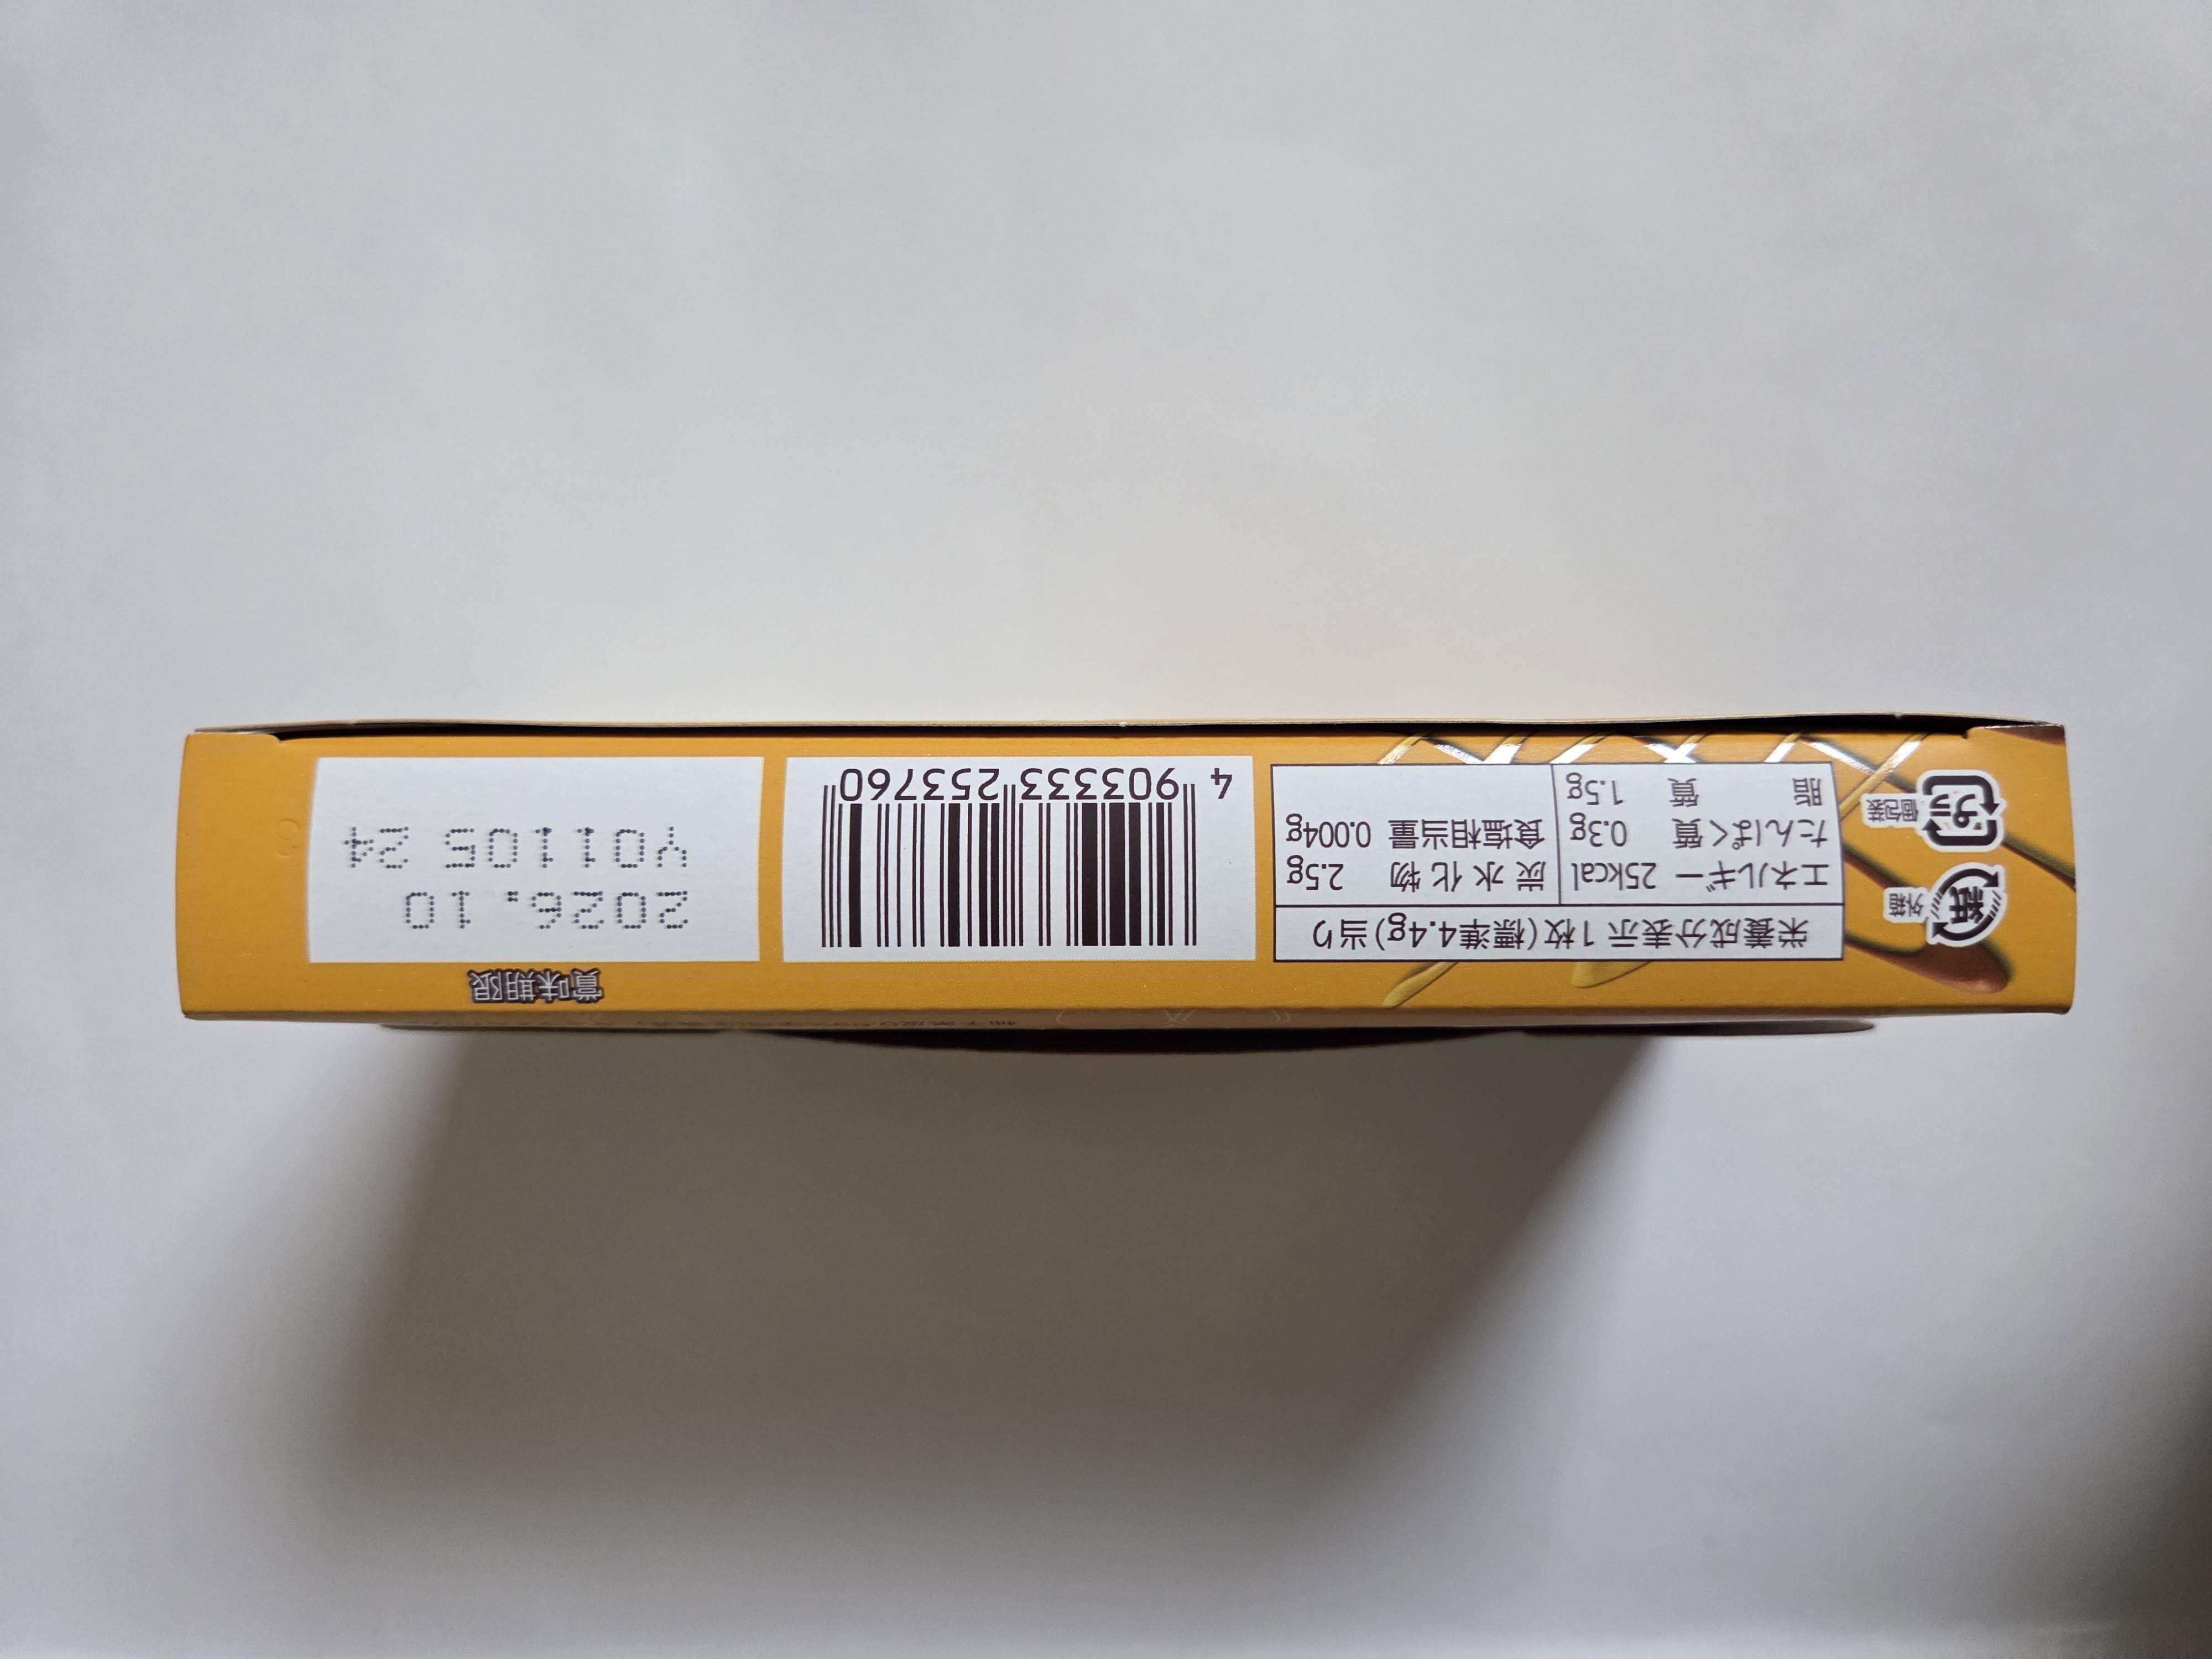 紙
外箱
プラ
個包装
栄養成分表示 1枚(標準4.4g)当り
エネルギー 25kcal
たんぱく質 0.3g
脂質 1.5g
炭水化物 2.5g
食塩相当量 0.004g
4 903333 253760
賞味期限
2026.10
Y01105 24